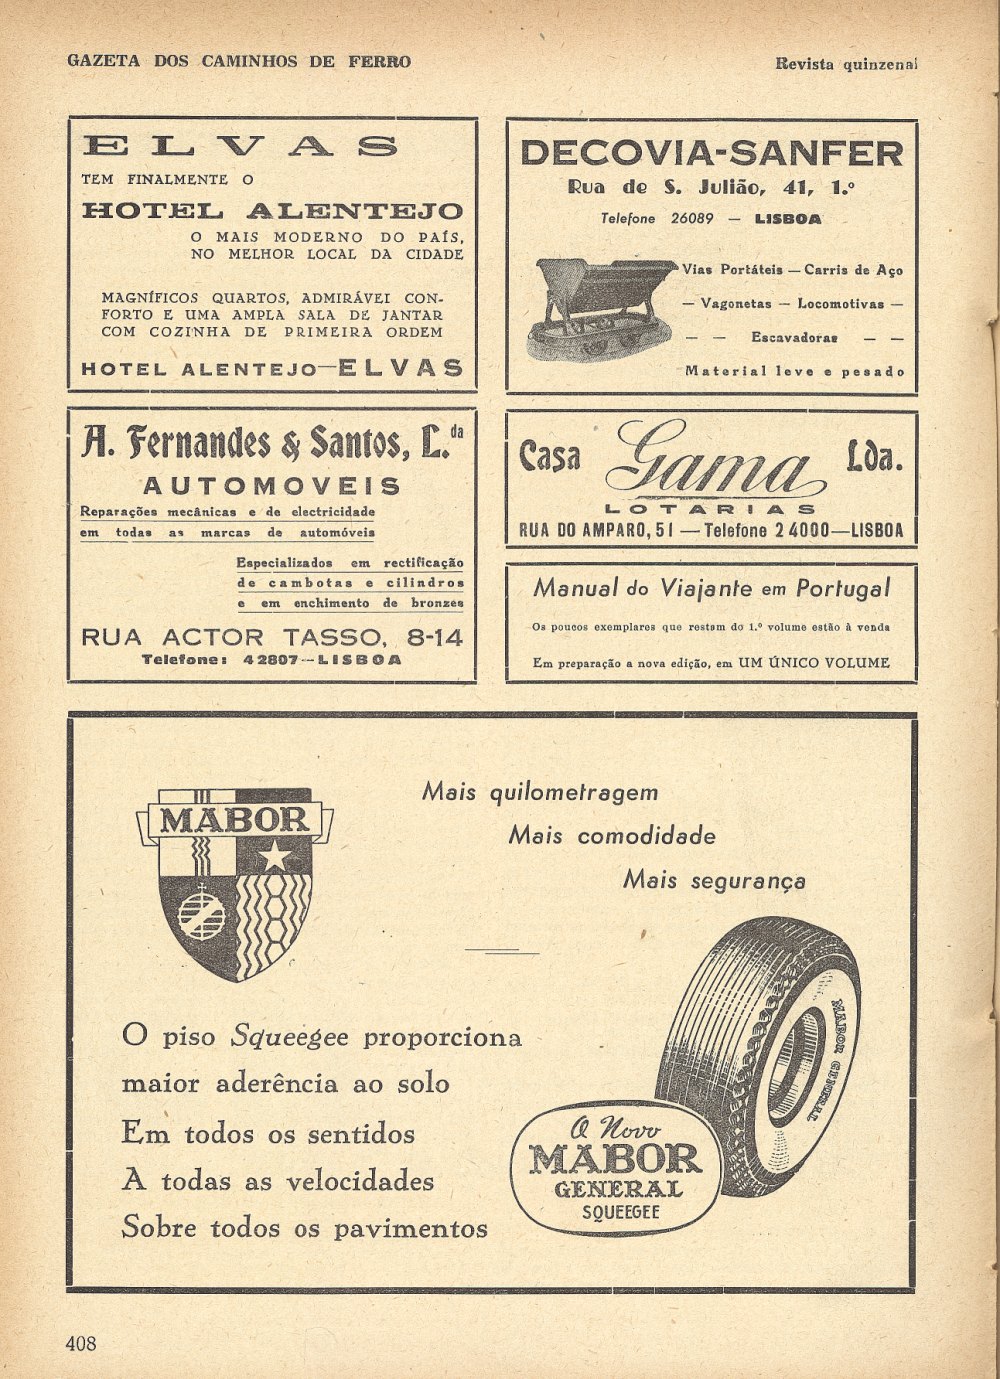 GAZETA DOS CAMINHOS DE FERRO
Revista quinzenal
ELVAS
TEM FINALMENTE O
HOTEL ALENTEJO
O MAIS MODERNO DO PAÍS,
NO MELHOR LOCAL DA CIDADE
MAGNÍFICOS QUARTOS, ADMIRÁVEI CON-
FORTO E UMA AMPLA SALA DE JANTAR
COM COZINHA DE PRIMEIRA ORDEM
HOTEL ALENTEJO—ELVAS
DECOVIA-SANFER
Rua de S. Julião, 41, 1.º
Telefone 26089 — LISBOA
Vias Portáteis — Carris de Aço
— Vagonetas — Locomotivas —
— — Escavadoras — —
Material leve e pesado
A. Fernandes & Santos, L.da
AUTOMOVEIS
Reparações mecânicas e de electricidade
em todas as marcas de automóveis
Especializados em rectificação
de cambotas e cilindros
e em enchimento de bronzes
RUA ACTOR TASSO, 8-14
Telefone: 42807—LISBOA
Casa Gama Lda.
LOTARIAS
RUA DO AMPARO, 51 — Telefone 2 4000—LISBOA
Manual do Viajante em Portugal
Os poucos exemplares que restam do 1.º volume estão à venda
Em preparação a nova edição, em UM ÚNICO VOLUME
MABOR
Mais quilometragem
Mais comodidade
Mais segurança
O piso Squeegee proporciona
maior aderência ao solo
Em todos os sentidos
A todas as velocidades
Sobre todos os pavimentos
MABOR GENERAL
O Novo
MABOR
GENERAL
SQUEEGEE
408